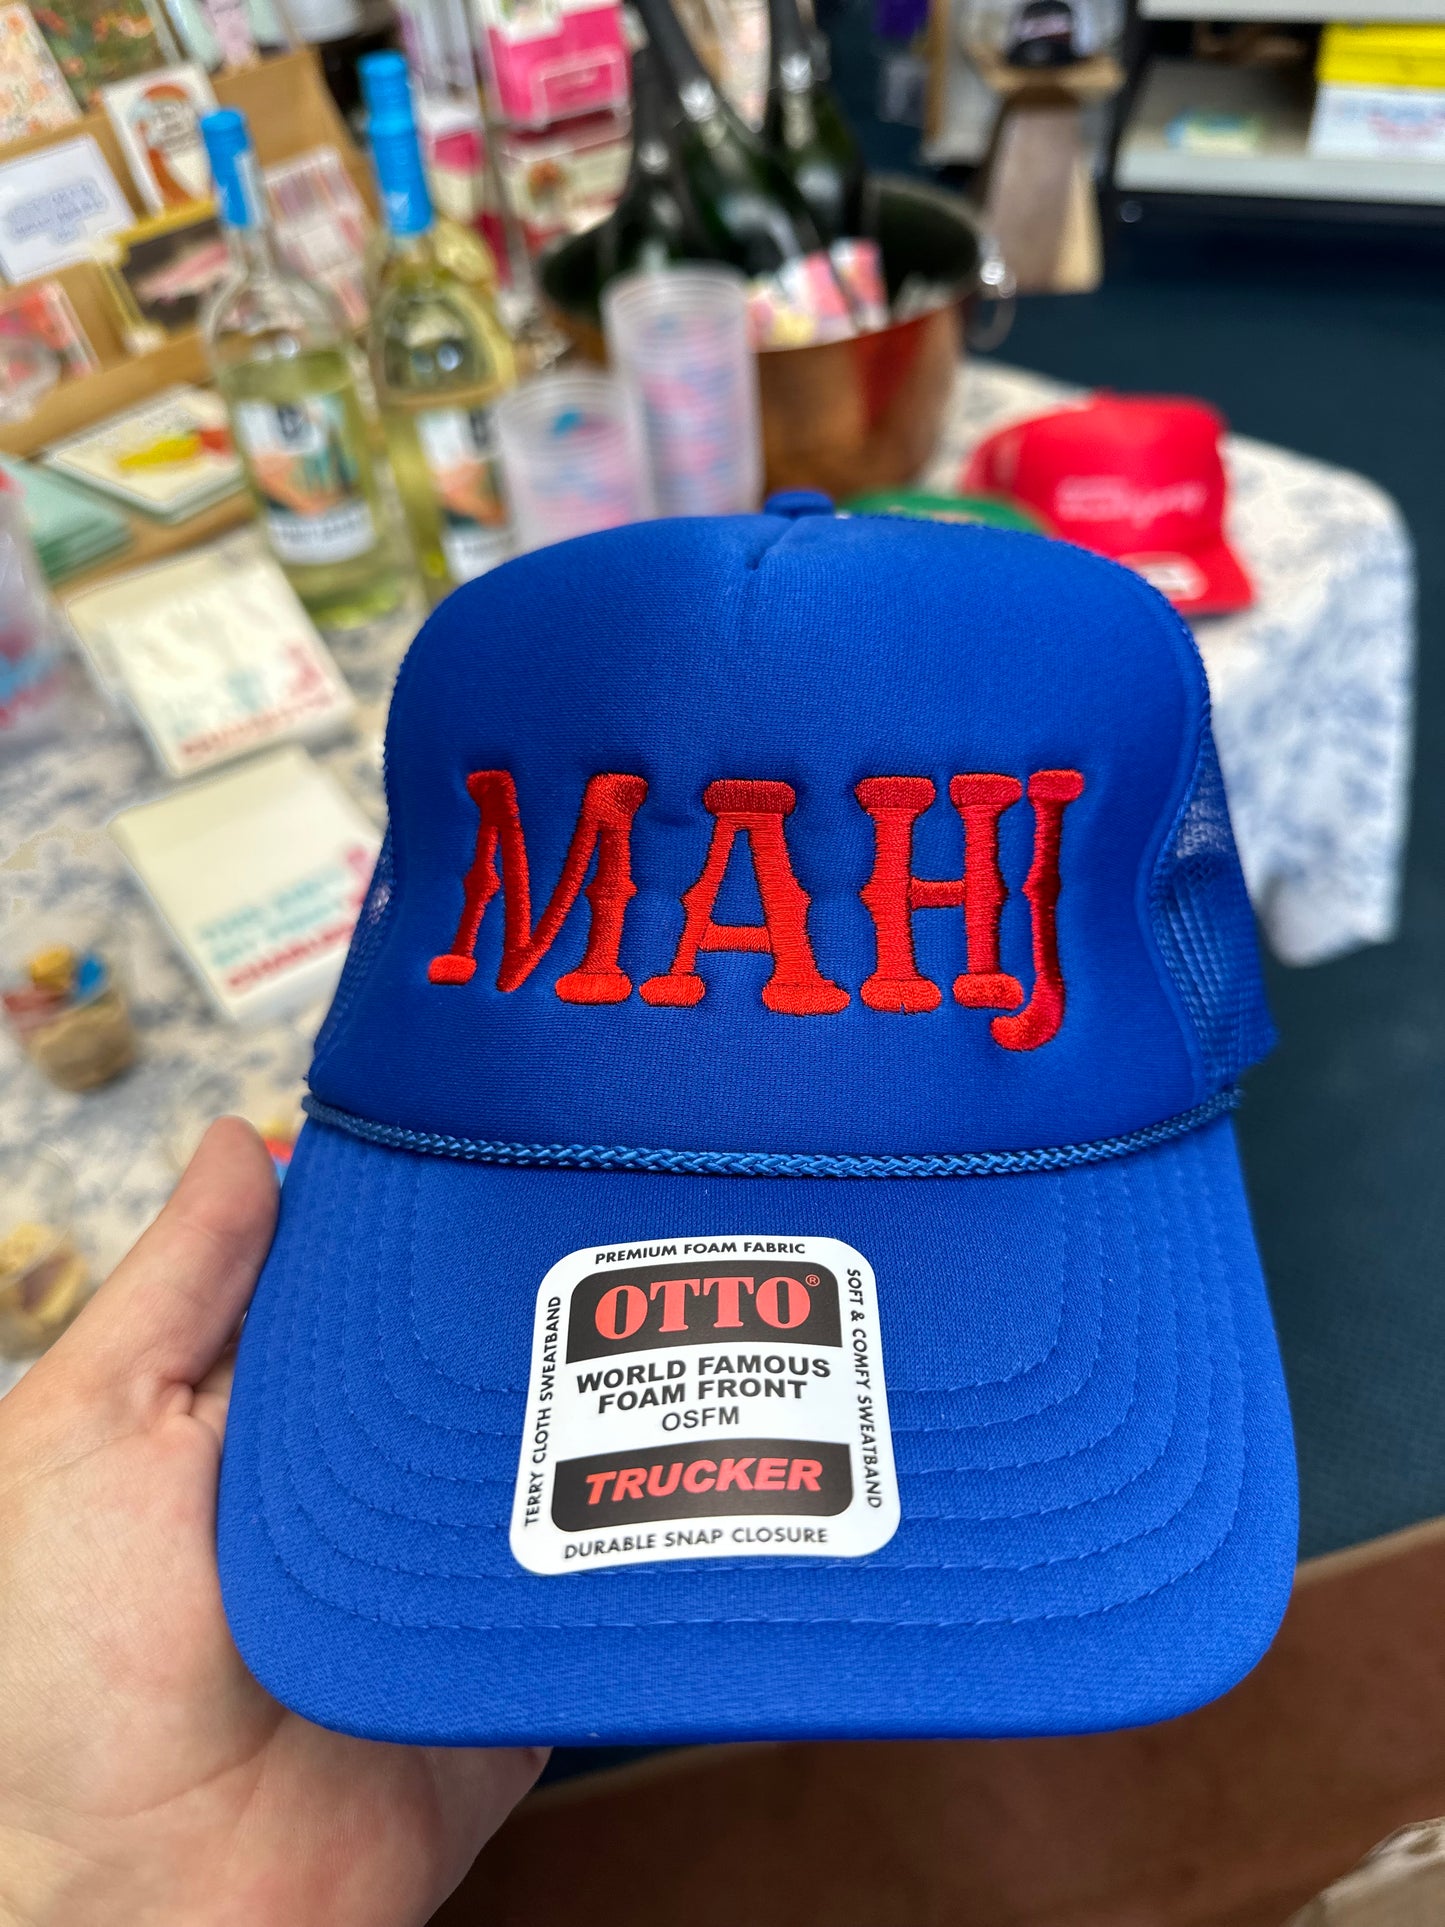 MAHJ
PREMIUM FOAM FABRIC
OTTO®
WORLD FAMOUS
FOAM FRONT
OSFM
TRUCKER
DURABLE SNAP CLOSURE
TERRY CLOTH SWEATBAND
SOFT & COMFY SWEATBAND